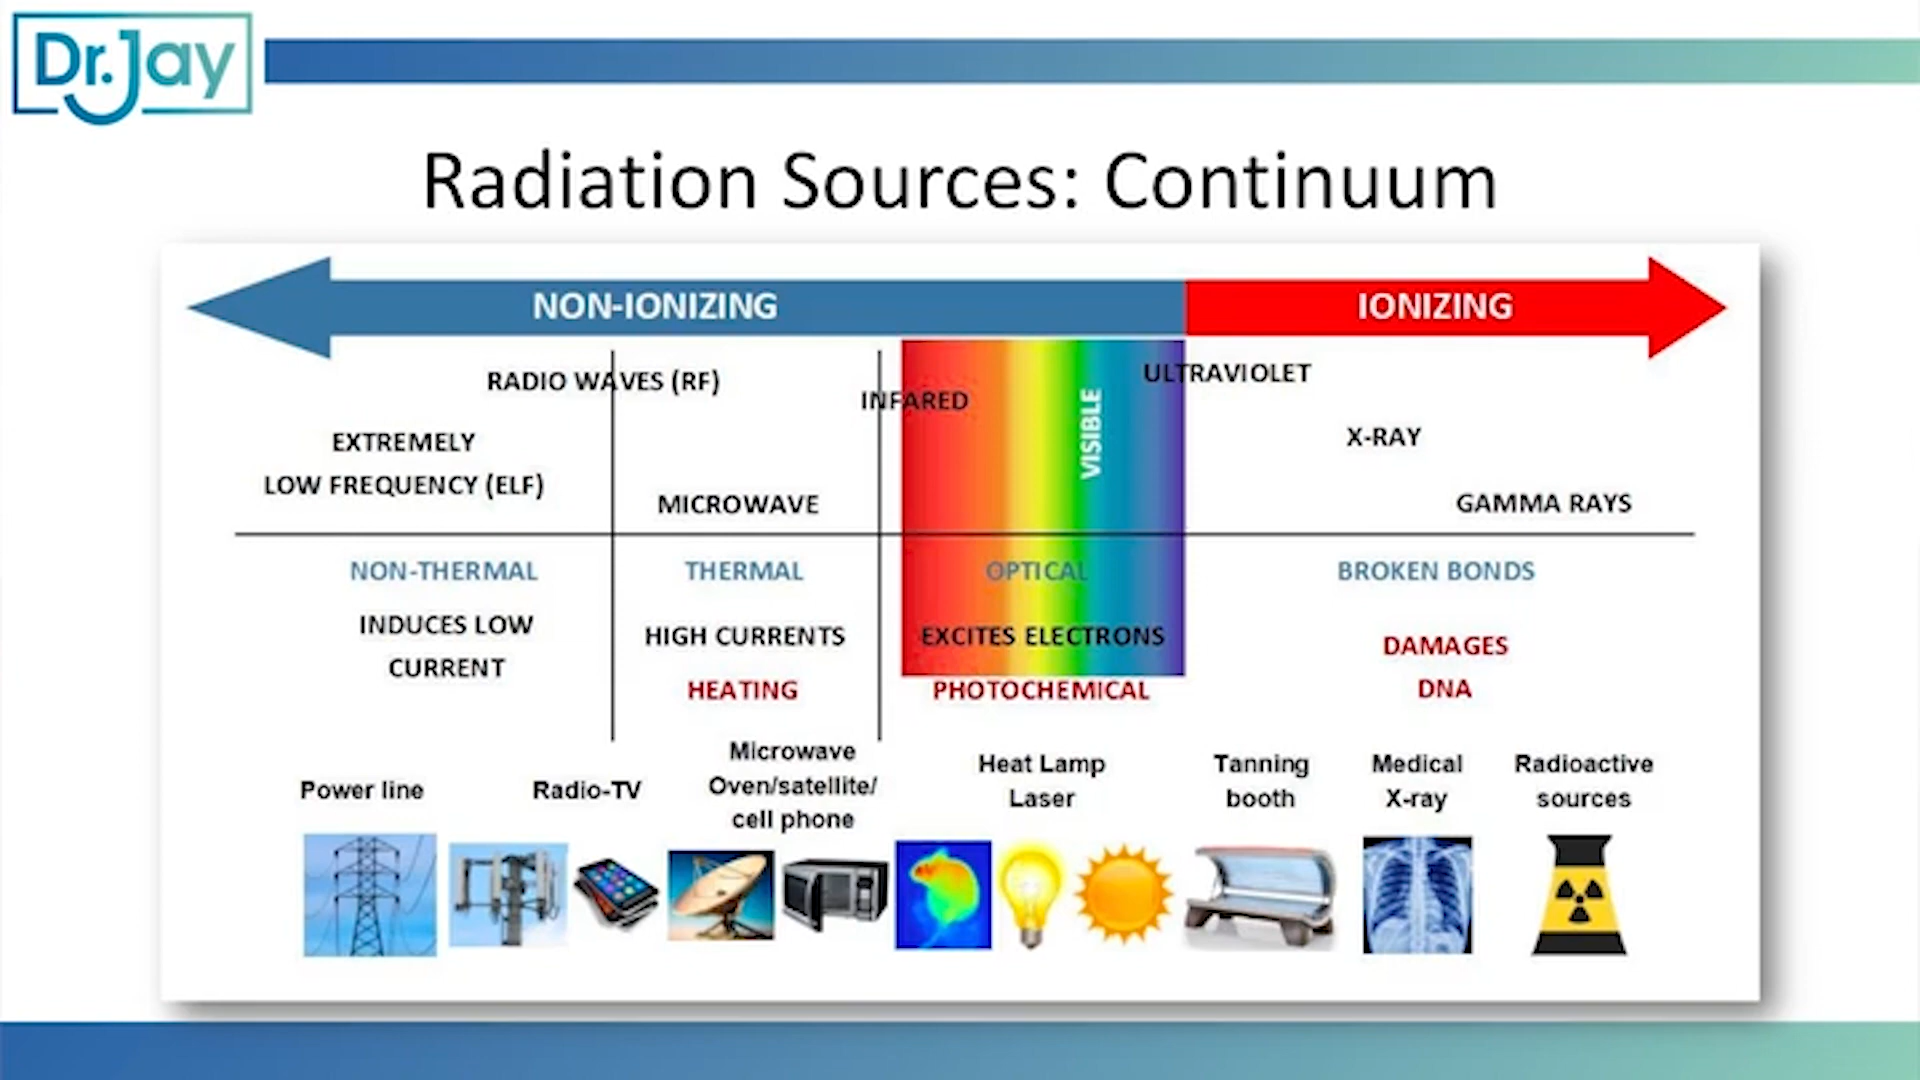 Dr. Jay
Radiation Sources: Continuum
NON-IONIZING
IONIZING
RADIO WAVES (RF)
INFARED
VISIBLE
ULTRAVIOLET
X-RAY
EXTREMELY
LOW FREQUENCY (ELF)
MICROWAVE
GAMMA RAYS
NON-THERMAL
THERMAL
OPTICAL
BROKEN BONDS
INDUCES LOW
CURRENT
HIGH CURRENTS
HEATING
EXCITES ELECTRONS
PHOTOCHEMICAL
DAMAGES
DNA
Power line
Radio-TV
Microwave
Oven/satellite/
cell phone
Heat Lamp
Laser
Tanning
booth
Medical
X-ray
Radioactive
sources